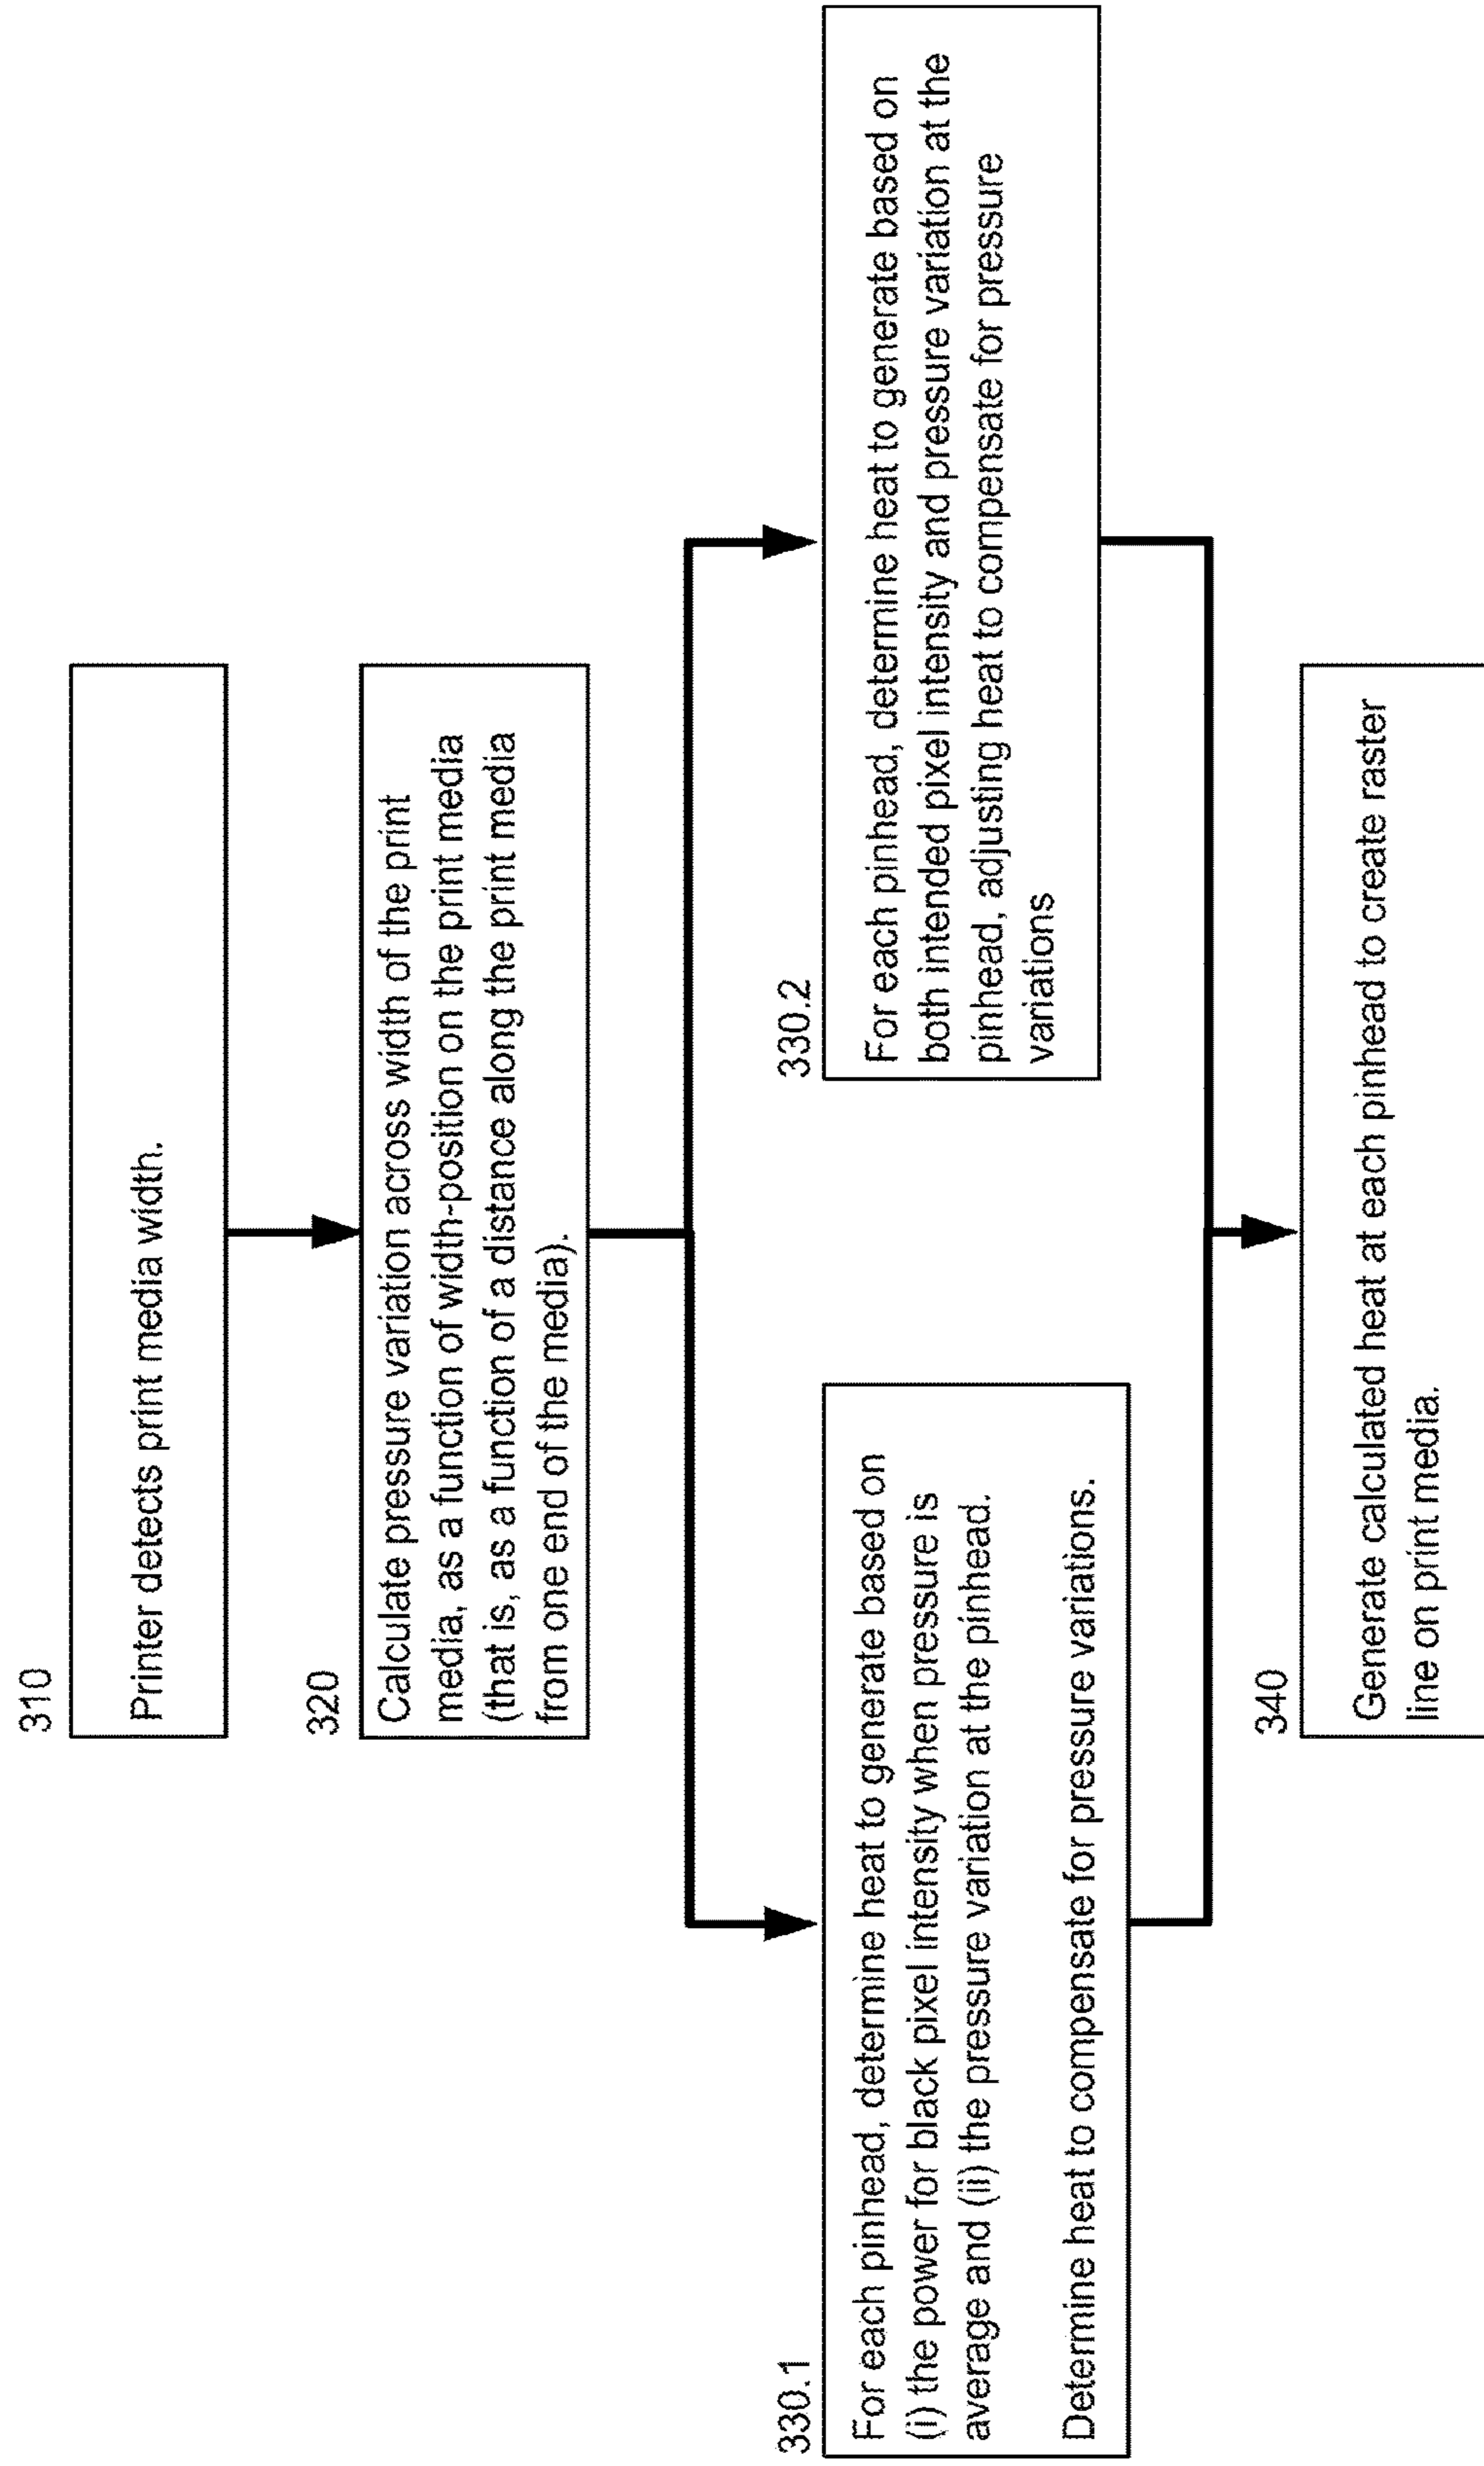 310
Printer detects print media width.
320
Calculate pressure variation across width of the print
media, as a function of width-position on the print media
(that is, as a function of a distance along the print media
from one end of the media).
330.1
For each pinhead, determine heat to generate based on
(i) the power for black pixel intensity when pressure is
average and (ii) the pressure variation at the pinhead.
Determine heat to compensate for pressure variations.
330.2
For each pinhead, determine heat to generate based on
both intended pixel intensity and pressure variation at the
pinhead, adjusting heat to compensate for pressure
variations
340
Generate calculated heat at each pinhead to create raster
line on print media.